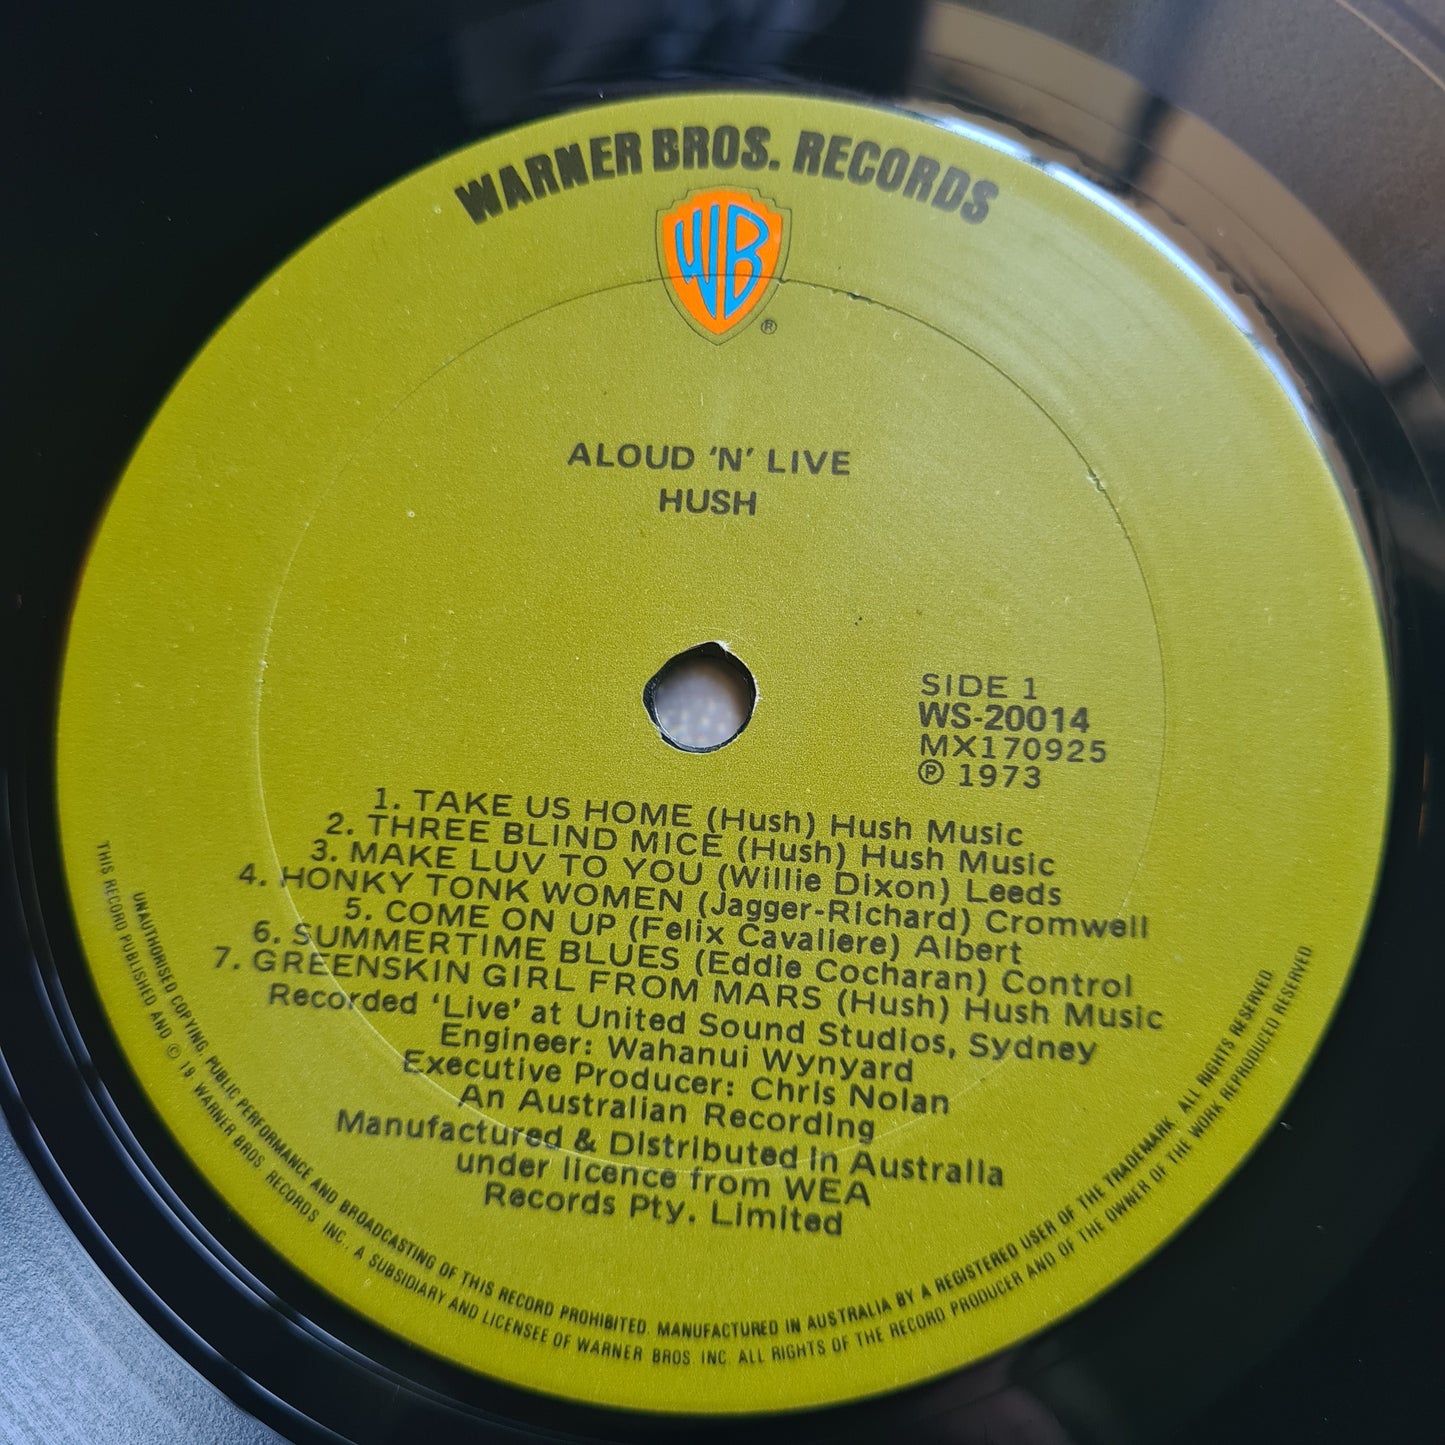 WARNER BROS. RECORDS
WB
®
ALOUD 'N' LIVE
HUSH
SIDE 1
WS-20014
MX170925
℗ 1973
1. TAKE US HOME (Hush) Hush Music
2. THREE BLIND MICE (Hush) Hush Music
3. MAKE LUV TO YOU (Willie Dixon) Leeds
4. HONKY TONK WOMEN (Jagger-Richard) Cromwell
5. COME ON UP (Felix Cavaliere) Albert
6. SUMMERTIME BLUES (Eddie Cocharan) Control
7. GREENSKIN GIRL FROM MARS (Hush) Hush Music
Recorded 'Live' at United Sound Studios, Sydney
Engineer: Wahanui Wynyard
Executive Producer: Chris Nolan
An Australian Recording
Manufactured & Distributed in Australia
under licence from WEA
Records Pty. Limited
UNAUTHORISED COPYING, PUBLIC PERFORMANCE AND BROADCASTING OF THIS RECORD PROHIBITED. MANUFACTURED IN AUSTRALIA BY A REGISTERED USER OF THE TRADEMARK. ALL RIGHTS RESERVED
THIS RECORD PUBLISHED AND © 19 WARNER BROS. RECORDS INC., A SUBSIDIARY AND LICENSEE OF WARNER BROS. INC. ALL RIGHTS OF THE RECORD PRODUCER AND OF THE OWNER OF THE WORK REPRODUCED RESERVED